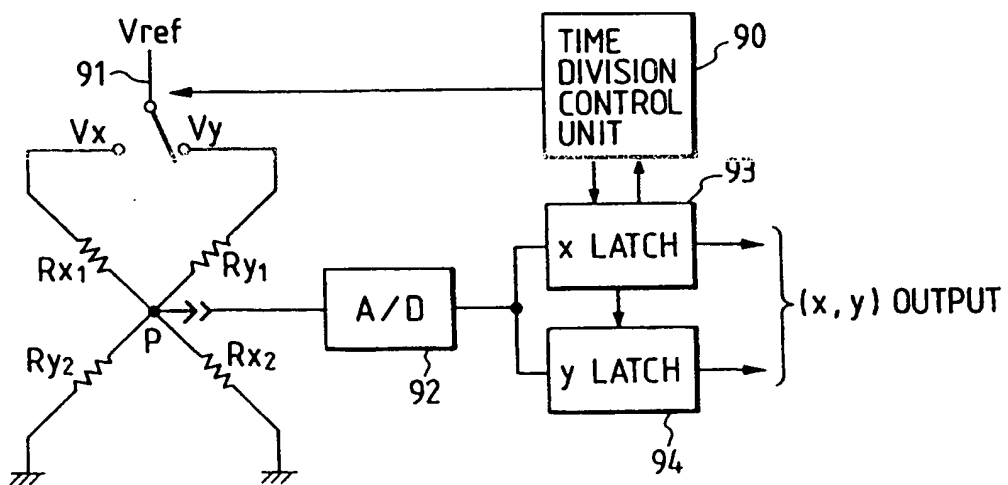 Vref
91
Vx
Vy
Rx1
Ry1
P
Ry2
Rx2
A/D
92
TIME
DIVISION
CONTROL
UNIT
90
93
x LATCH
y LATCH
94
(x, y) OUTPUT